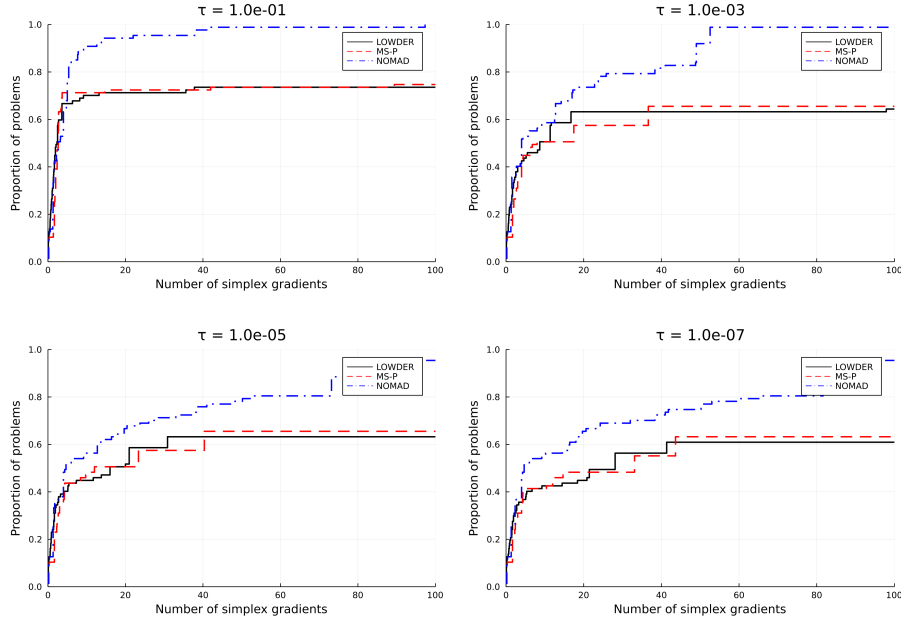 τ = 1.0e-01
Proportion of problems
1.0
0.8
0.6
0.4
0.2
0.0
LOWDER
MS-P
NOMAD
0 20 40 60 80 100
Number of simplex gradients
τ = 1.0e-03
Proportion of problems
1.0
0.8
0.6
0.4
0.2
0.0
LOWDER
MS-P
NOMAD
0 20 40 60 80 100
Number of simplex gradients
τ = 1.0e-05
Proportion of problems
1.0
0.8
0.6
0.4
0.2
0.0
LOWDER
MS-P
NOMAD
0 20 40 60 80 100
Number of simplex gradients
τ = 1.0e-07
Proportion of problems
1.0
0.8
0.6
0.4
0.2
0.0
LOWDER
MS-P
NOMAD
0 20 40 60 80 100
Number of simplex gradients